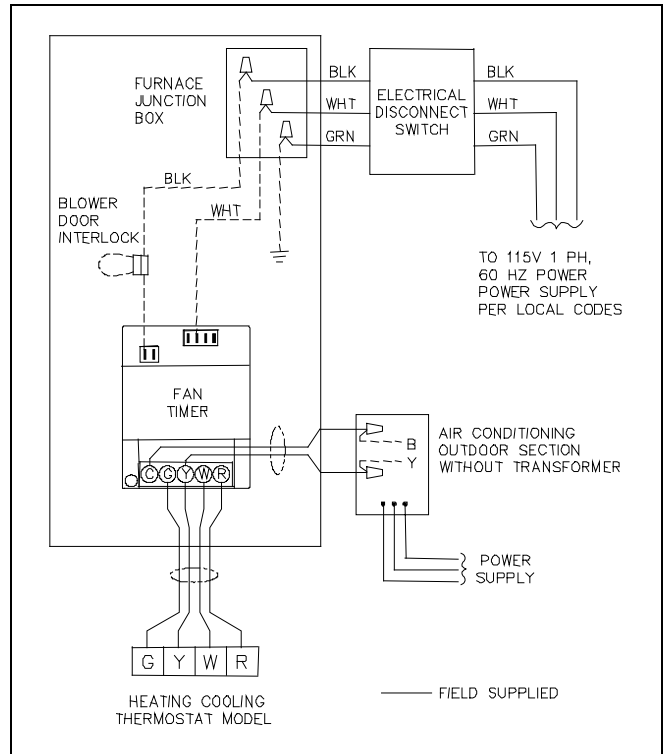 FURNACE
JUNCTION
BOX
BLK
WHT
GRN
ELECTRICAL
DISCONNECT
SWITCH
BLK
WHT
GRN
BLK
WHT
BLOWER
DOOR
INTERLOCK
TO 115V 1 PH,
60 HZ POWER
POWER SUPPLY
PER LOCAL CODES
FAN
TIMER
C G Y W R
B
Y
AIR CONDITIONING
OUTDOOR SECTION
WITHOUT TRANSFORMER
POWER
SUPPLY
G Y W R
HEATING COOLING
THERMOSTAT MODEL
FIELD SUPPLIED